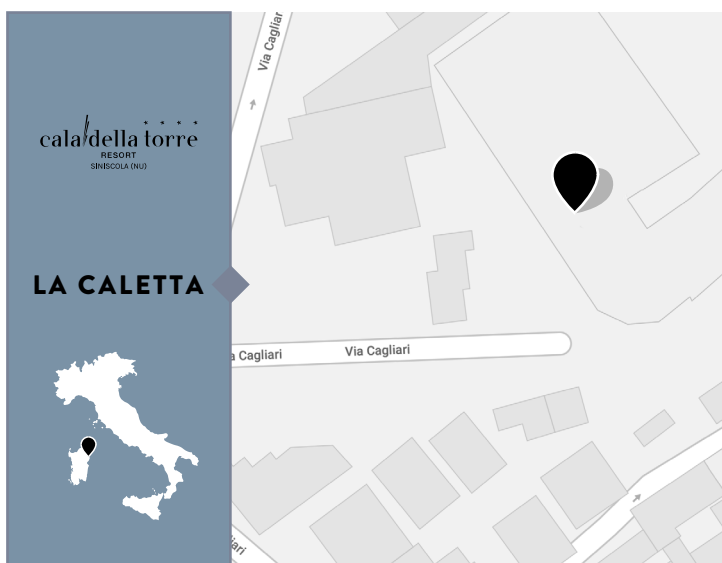 cala della torre
RESORT
SINISCOLA (NU)
LA CALETTA
Via Cagliari
Cagliari
Via Cagliari